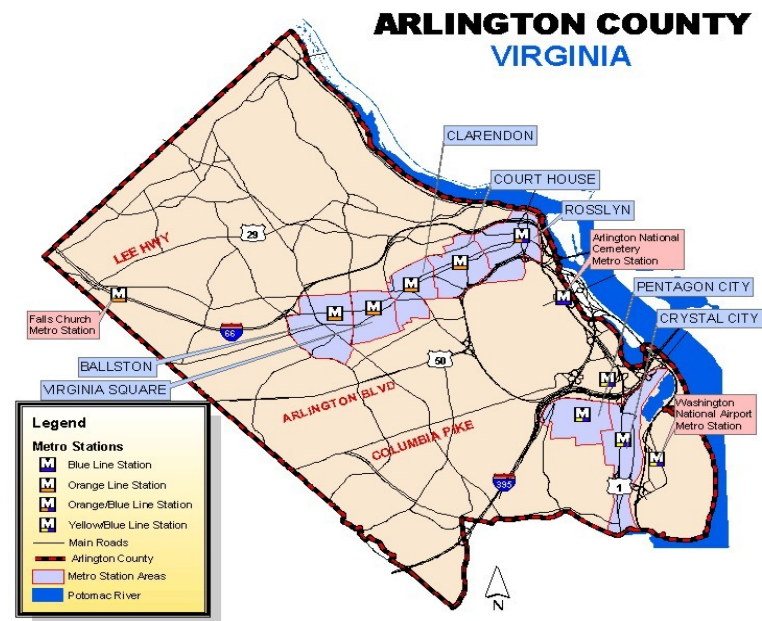 ARLINGTON COUNTY
VIRGINIA
CLARENDON
COURT HOUSE
ROSSLYN
Arlington National
Cemetery
Metro Station
PENTAGON CITY
CRYSTAL CITY
LEE HWY
29
Falls Church
Metro Station
66
BALLSTON
VIRGINIA SQUARE
50
ARLINGTON BLVD
COLUMBIA PIKE
Washington
National Airport
Metro Station
395
1
M
M
M
M
M
M
M
M
M
M
M
Legend
Metro Stations
M Blue Line Station
M Orange Line Station
M Orange/Blue Line Station
M Yellow/Blue Line Station
Main Roads
Arlington County
Metro Station Areas
Potomac River
N